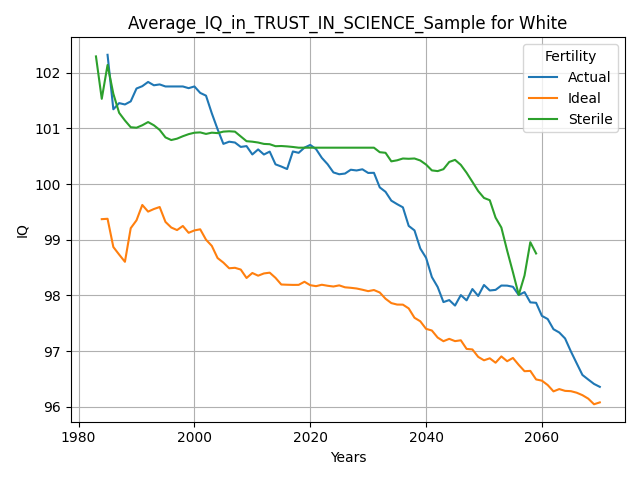 Average_IQ_in_TRUST_IN_SCIENCE_Sample for White
Fertility
Actual
Ideal
Sterile
102
101
100
99
98
97
96
IQ
1980
2000
2020
2040
2060
Years